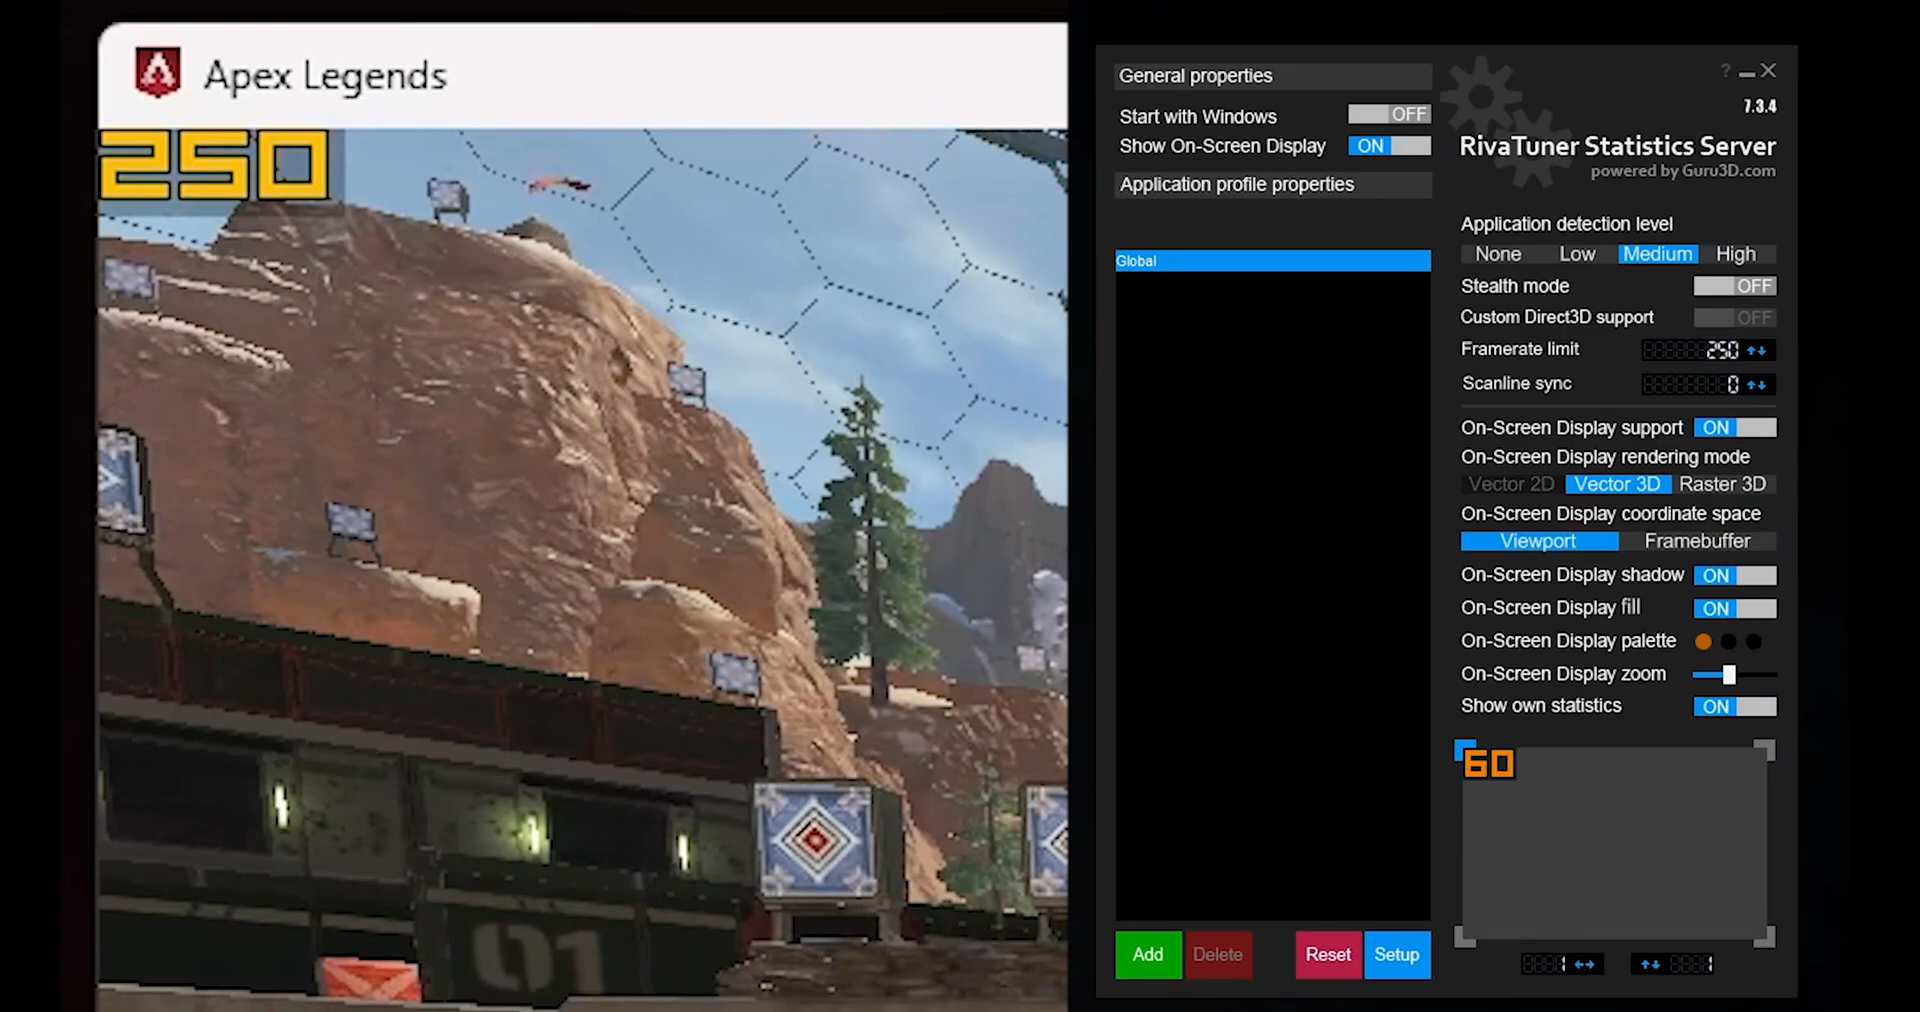 Apex Legends
250
01
General properties
Start with Windows OFF
Show On-Screen Display ON
Application profile properties
Global
Add Delete Reset Setup
? 
7.3.4
RivaTuner Statistics Server
powered by Guru3D.com
Application detection level
None Low Medium High
Stealth mode OFF
Custom Direct3D support OFF
Framerate limit 250
Scanline sync 0
On-Screen Display support ON
On-Screen Display rendering mode
Vector 2D Vector 3D Raster 3D
On-Screen Display coordinate space
Viewport Framebuffer
On-Screen Display shadow ON
On-Screen Display fill ON
On-Screen Display palette
On-Screen Display zoom
Show own statistics ON
60
1 1